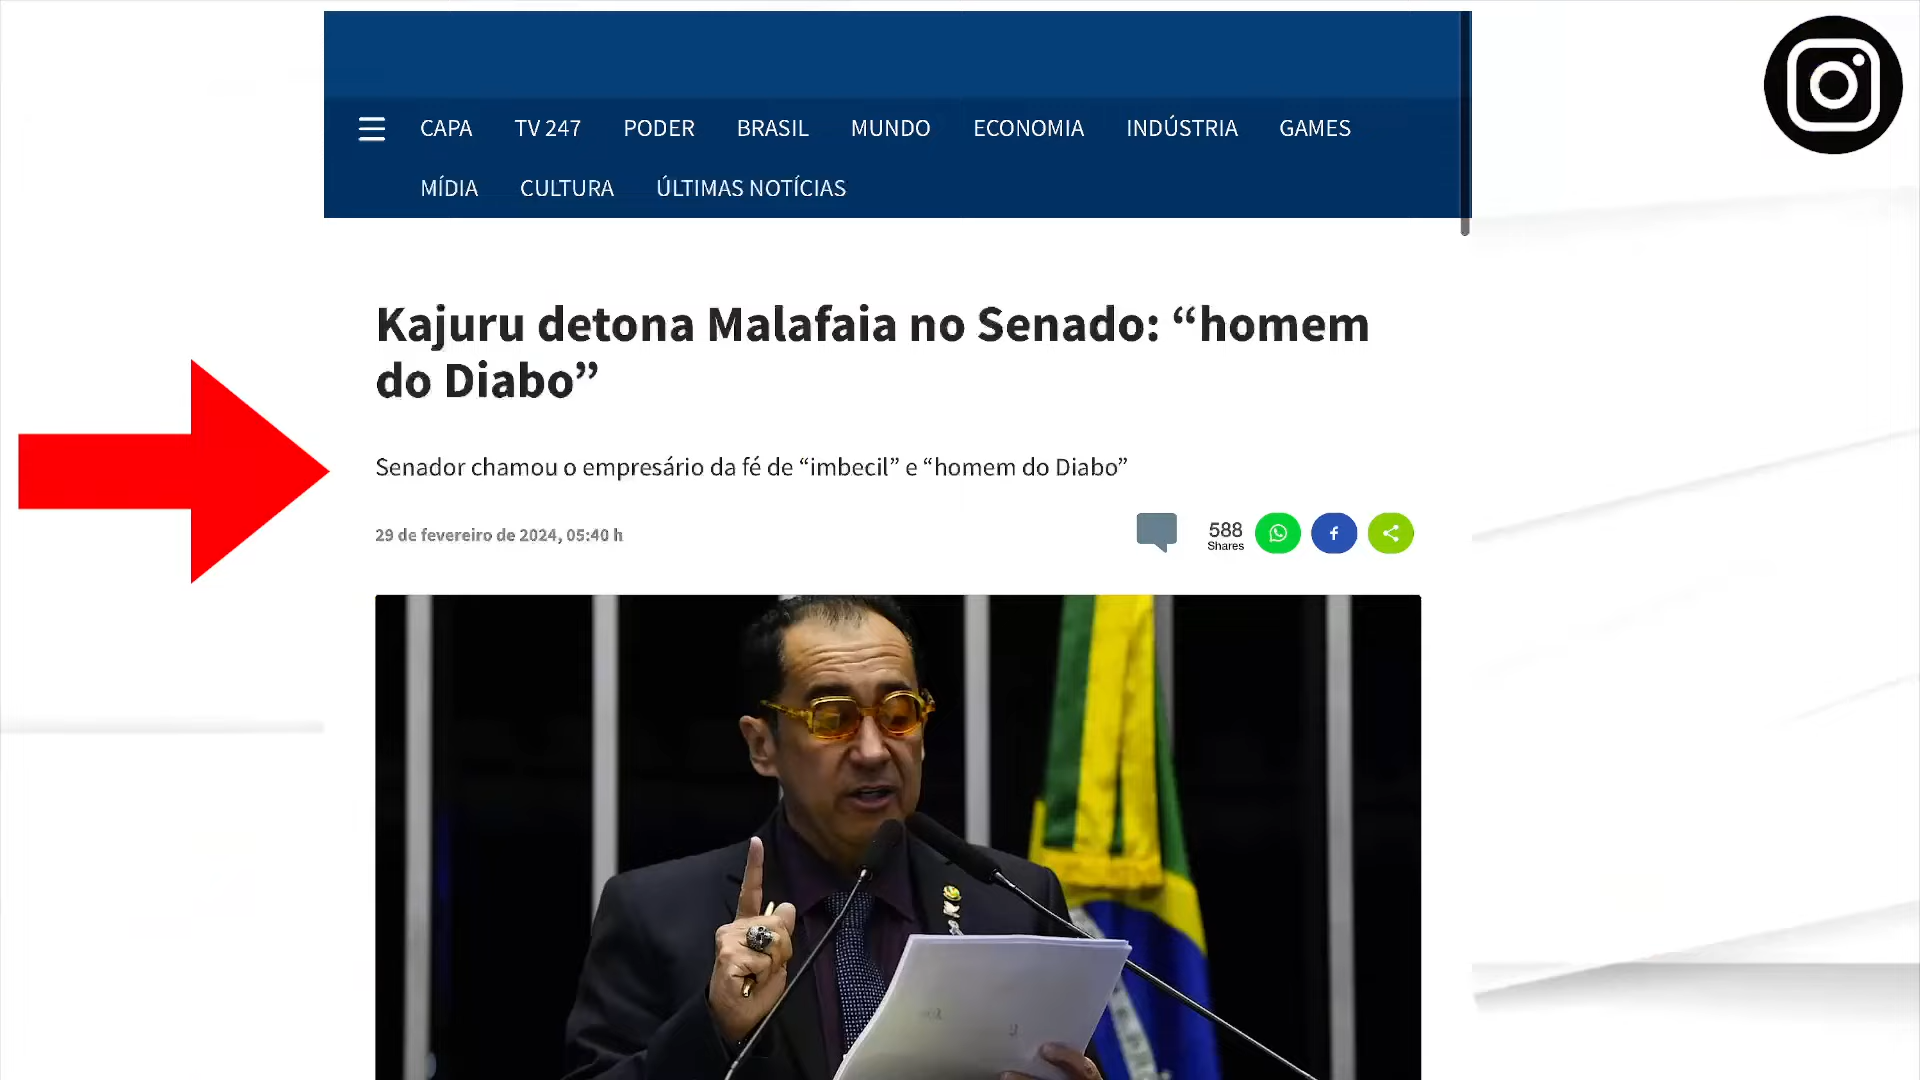 CAPA TV 247 PODER BRASIL MUNDO ECONOMIA INDÚSTRIA GAMES
MÍDIA CULTURA ÚLTIMAS NOTÍCIAS
Kajuru detona Malafaia no Senado: “homem
do Diabo”
Senador chamou o empresário da fé de “imbecil” e “homem do Diabo”
29 de fevereiro de 2024, 05:40 h
588
Shares